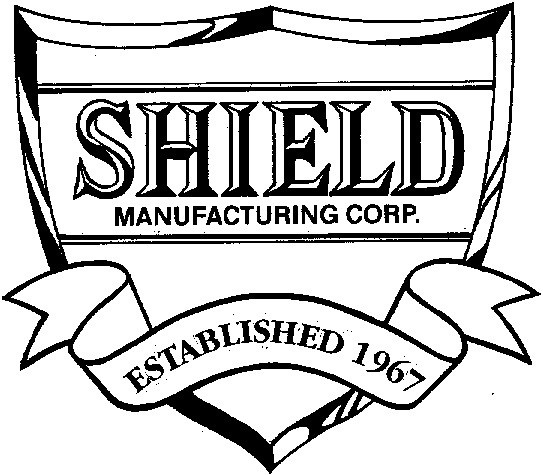 SHIELD
MANUFACTURING CORP.
ESTABLISHED 1967